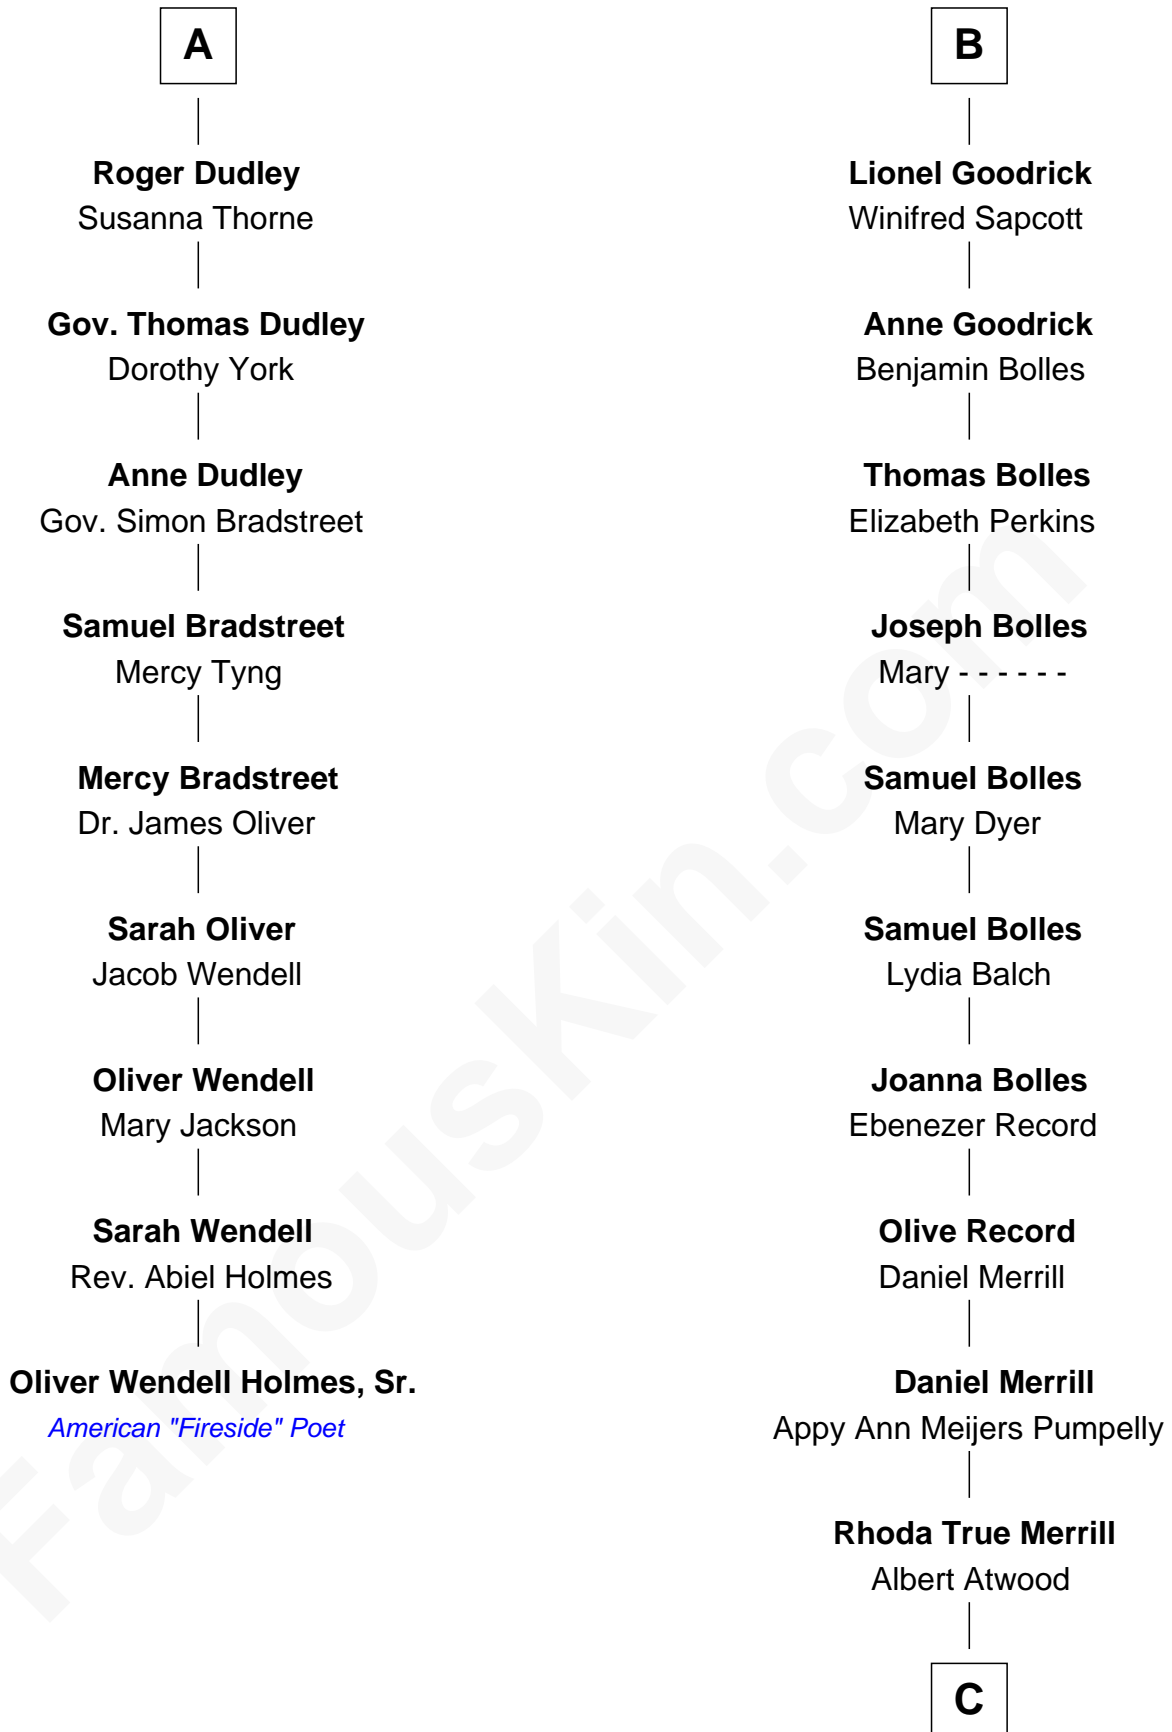 A
Roger Dudley
Susanna Thorne
Gov. Thomas Dudley
Dorothy York
Anne Dudley
Gov. Simon Bradstreet
Samuel Bradstreet
Mercy Tyng
Mercy Bradstreet
Dr. James Oliver
Sarah Oliver
Jacob Wendell
Oliver Wendell
Mary Jackson
Sarah Wendell
Rev. Abiel Holmes
Oliver Wendell Holmes, Sr.
American "Fireside" Poet
B
Lionel Goodrick
Winifred Sapcott
Anne Goodrick
Benjamin Bolles
Thomas Bolles
Elizabeth Perkins
Joseph Bolles
Mary - - - - - -
Samuel Bolles
Mary Dyer
Samuel Bolles
Lydia Balch
Joanna Bolles
Ebenezer Record
Olive Record
Daniel Merrill
Daniel Merrill
Appy Ann Meijers Pumpelly
Rhoda True Merrill
Albert Atwood
C
FamousKin.com